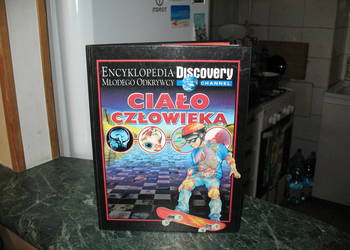 ENCYKLOPEDIA
MŁODEGO ODKRYWCY
Discovery
CHANNEL
CIAŁO
CZŁOWIEKA